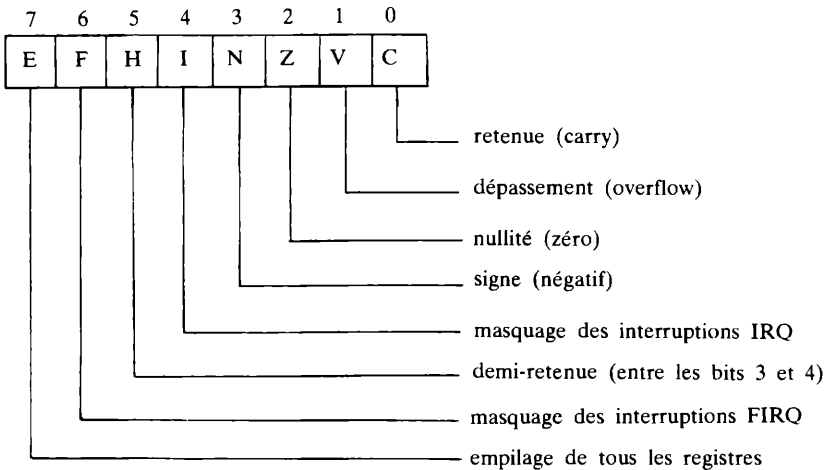 7 6 5 4 3 2 1 0
E F H I N Z V C
retenue (carry)
dépassement (overflow)
nullité (zéro)
signe (négatif)
masquage des interruptions IRQ
demi-retenue (entre les bits 3 et 4)
masquage des interruptions FIRQ
empilage de tous les registres